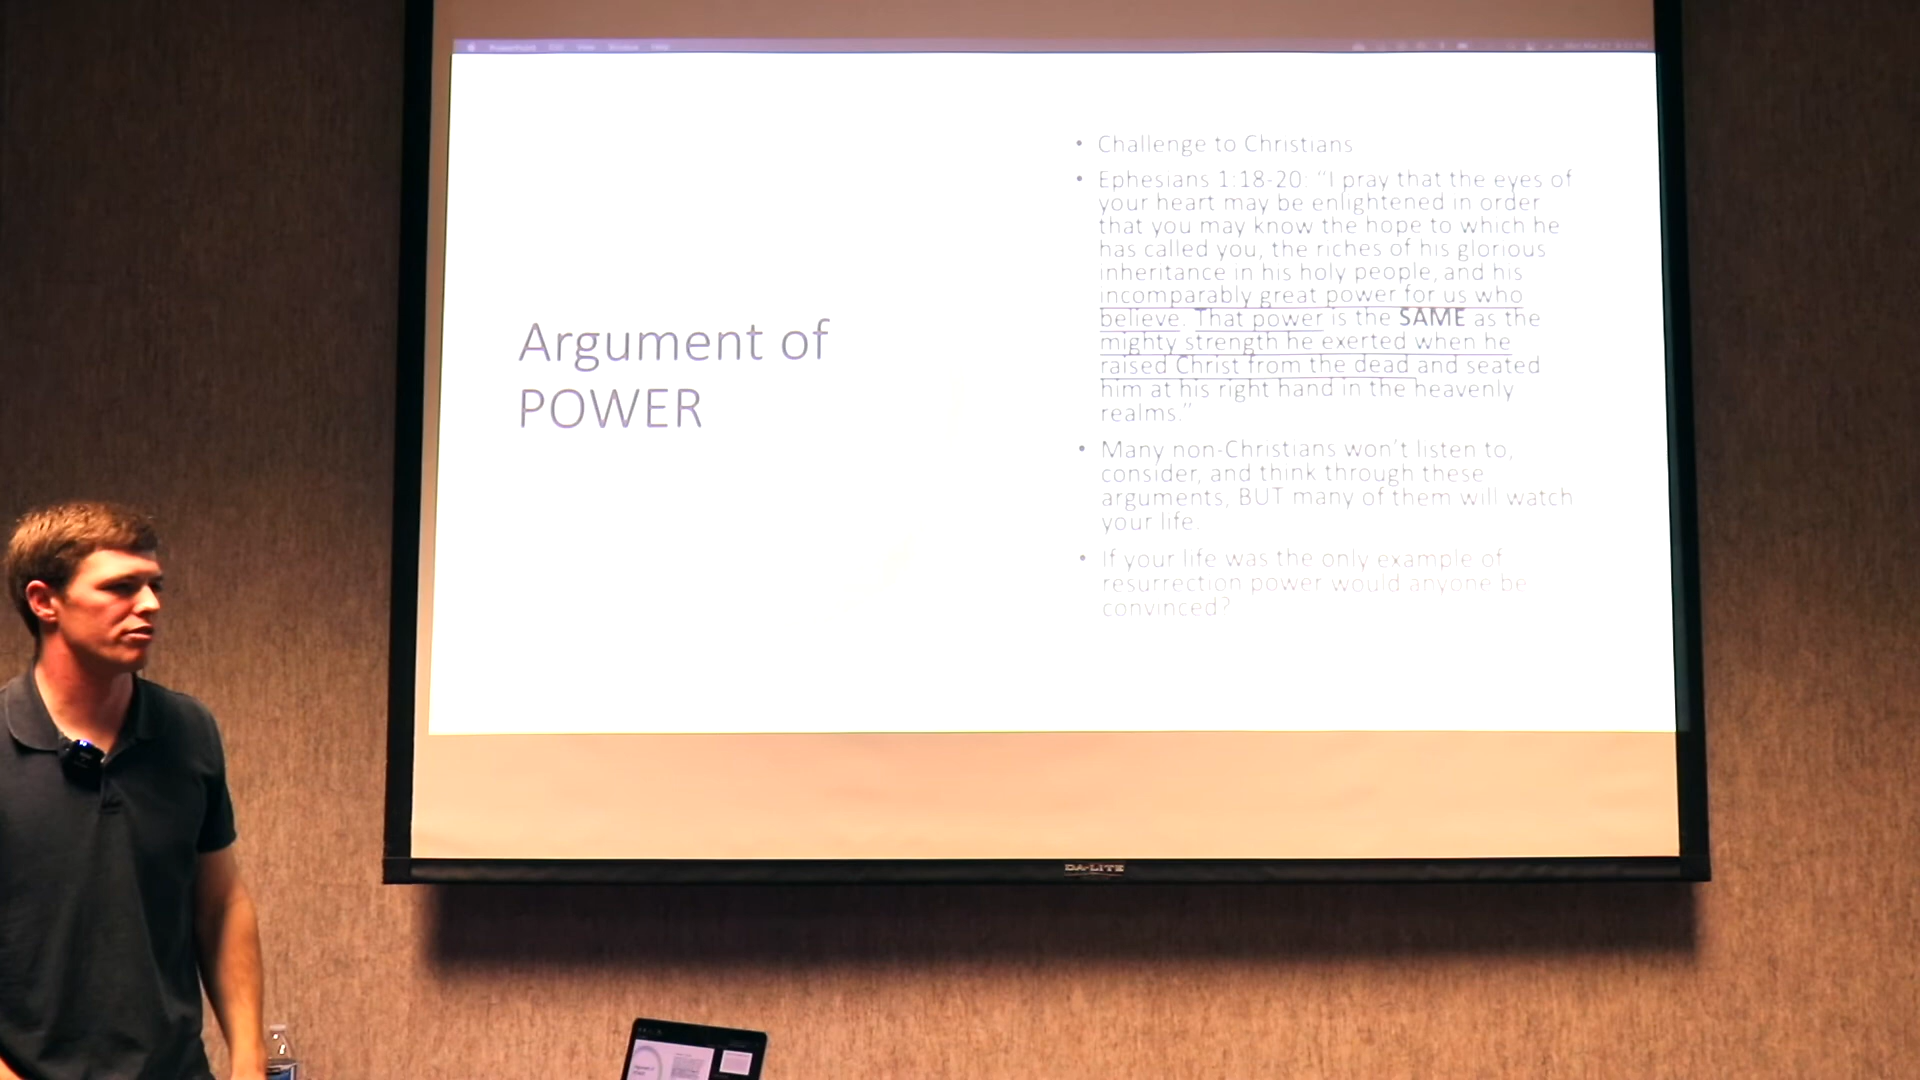 PowerPoint
View Window Help
Argument of
POWER
• Challenge to Christians
• Ephesians 1:18-20: “I pray that the eyes of
your heart may be enlightened in order
that you may know the hope to which he
has called you, the riches of his glorious
inheritance in his holy people, and his
incomparably great power for us who
believe. That power is the SAME as the
mighty strength he exerted when he
raised Christ from the dead and seated
him at his right hand in the heavenly
realms.”
• Many non-Christians won’t listen to,
consider, and think through these
arguments, BUT many of them will watch
your life.
• If your life was the only example of
resurrection power would anyone be
convinced?
DA-LITE